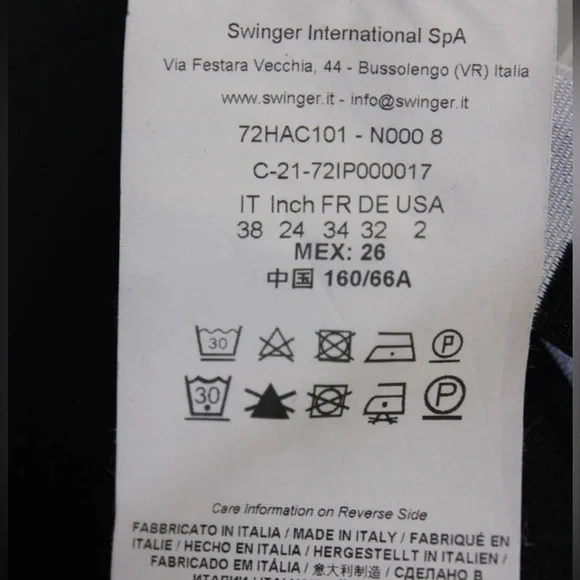 Swinger International SpA
Via Festara Vecchia, 44 - Bussolengo (VR) Italia
www.swinger.it - info@swinger.it
72HAC101 - N000 8
C-21-72IP000017
IT Inch FR DE USA
38 24 34 32 2
MEX: 26
中国 160/66A
30 P
30 P
Care Information on Reverse Side
FABBRICATO IN ITALIA / MADE IN ITALY / FABRIQUÉ EN
ITALIE / HECHO EN ITALIA / HERGESTELLT IN ITALIEN /
FABRICADO EM ITÁLIA / 意大利制造 / СДЕЛАНО В
ИТАЛИИ